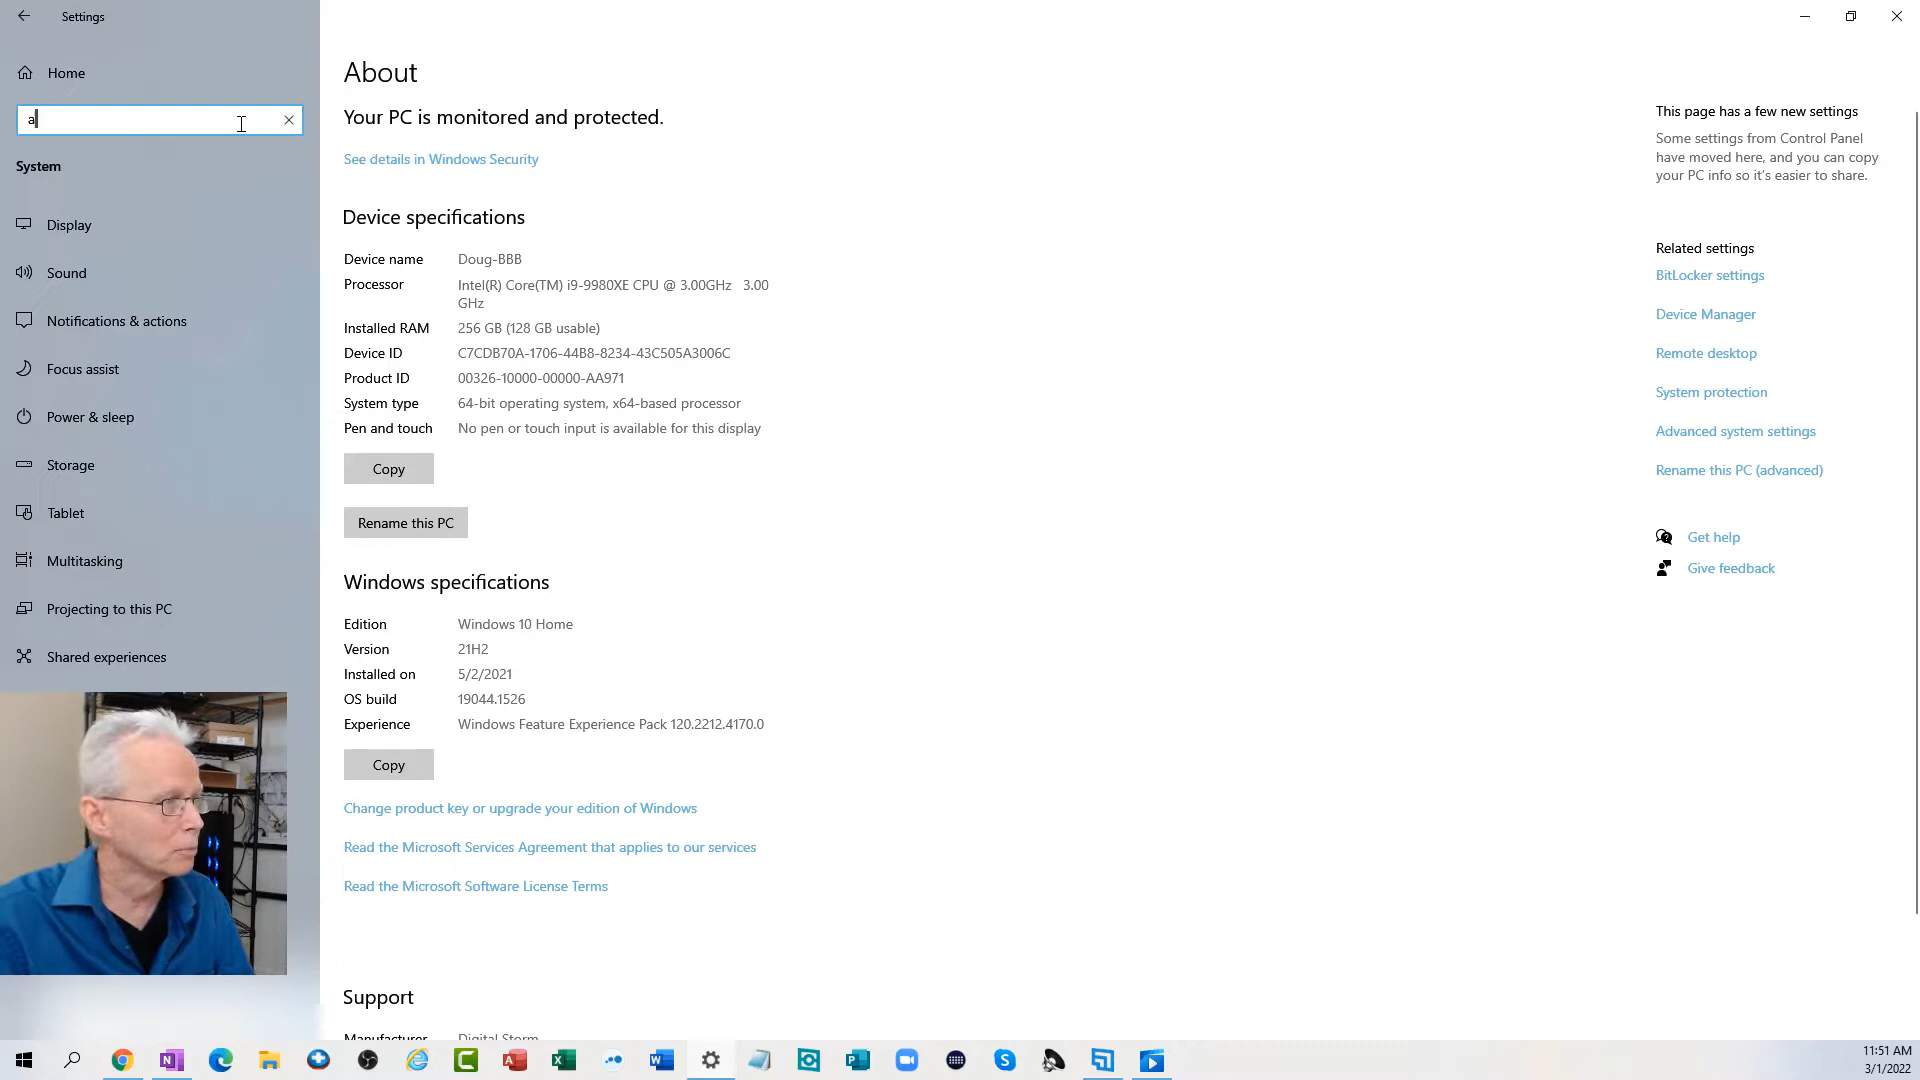 Settings
Home
a
System
Display
Sound
Notifications & actions
Focus assist
Power & sleep
Storage
Tablet
Multitasking
Projecting to this PC
Shared experiences
About
Your PC is monitored and protected.
See details in Windows Security
Device specifications
Device name Doug-BBB
Processor Intel(R) Core(TM) i9-9980XE CPU @ 3.00GHz 3.00
GHz
Installed RAM 256 GB (128 GB usable)
Device ID C7CDB70A-1706-44B8-8234-43C505A3006C
Product ID 00326-10000-00000-AA971
System type 64-bit operating system, x64-based processor
Pen and touch No pen or touch input is available for this display
Copy
Rename this PC
Windows specifications
Edition Windows 10 Home
Version 21H2
Installed on 5/2/2021
OS build 19044.1526
Experience Windows Feature Experience Pack 120.2212.4170.0
Copy
Change product key or upgrade your edition of Windows
Read the Microsoft Services Agreement that applies to our services
Read the Microsoft Software License Terms
Support
Manufacturer Digital Storm
This page has a few new settings
Some settings from Control Panel
have moved here, and you can copy
your PC info so it's easier to share.
Related settings
BitLocker settings
Device Manager
Remote desktop
System protection
Advanced system settings
Rename this PC (advanced)
Get help
Give feedback
11:51 AM
3/1/2022